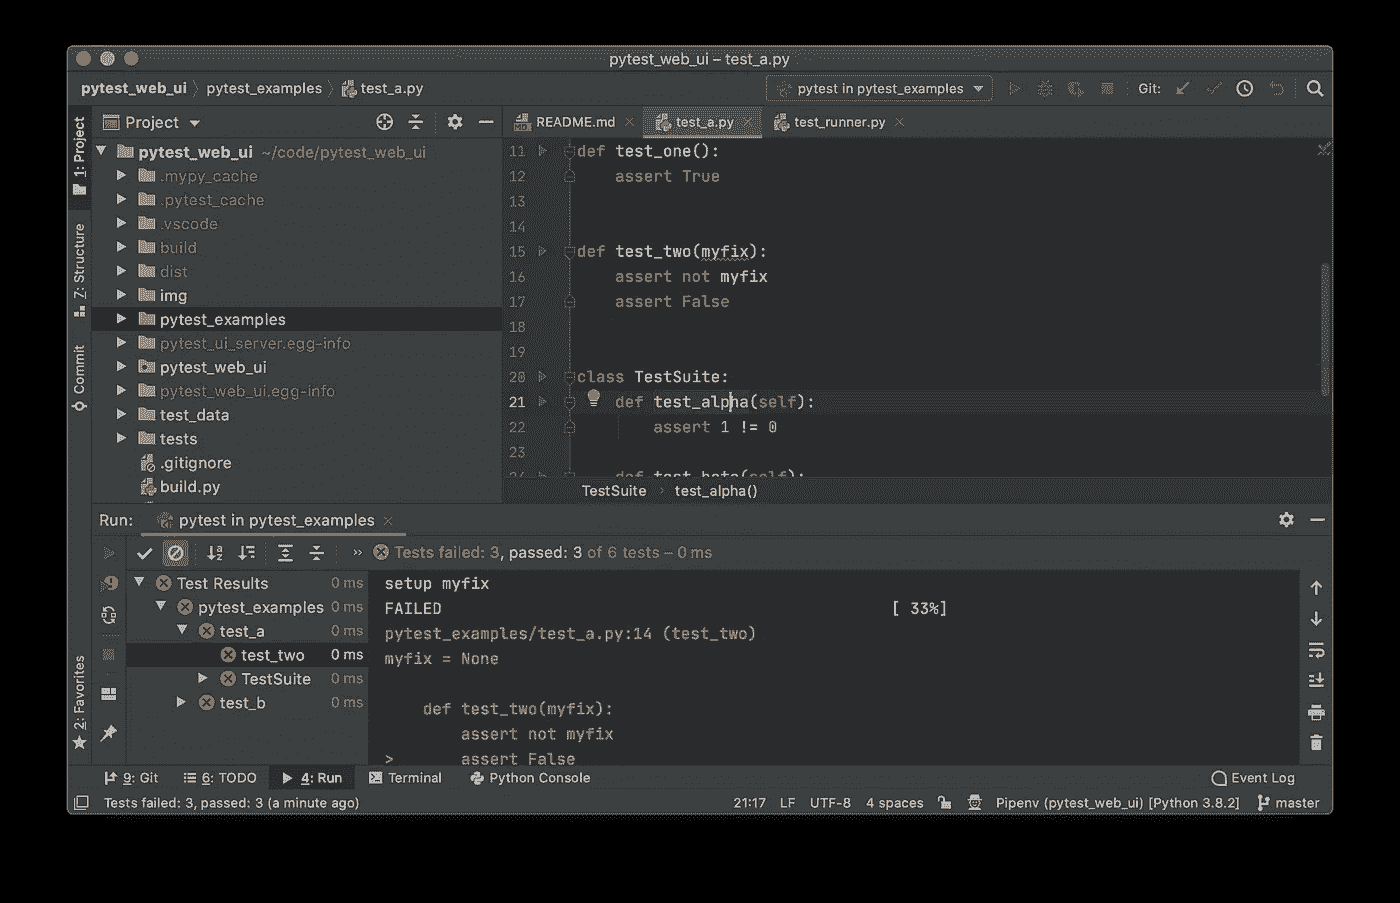 pytest_web_ui – test_a.py
pytest_web_ui 〉 pytest_examples 〉 test_a.py
pytest in pytest_examples
Git:
1: Project
Z: Structure
Commit
2: Favorites
Project
pytest_web_ui ~/code/pytest_web_ui
.mypy_cache
.pytest_cache
.vscode
build
dist
img
pytest_examples
pytest_ui_server.egg-info
pytest_web_ui
pytest_web_ui.egg-info
test_data
tests
.gitignore
build.py
README.md
test_a.py
test_runner.py
11 def test_one():
12 assert True
13
14
15 def test_two(myfix):
16 assert not myfix
17 assert False
18
19
20 class TestSuite:
21 def test_alpha(self):
22 assert 1 != 0
23
24 def test_beta(self):
TestSuite › test_alpha()
Run: pytest in pytest_examples
» Tests failed: 3, passed: 3 of 6 tests – 0 ms
Test Results 0 ms
pytest_examples 0 ms
test_a 0 ms
test_two 0 ms
TestSuite 0 ms
test_b 0 ms
setup myfix
FAILED [ 33%]
pytest_examples/test_a.py:14 (test_two)
myfix = None
def test_two(myfix):
assert not myfix
> assert False
9: Git
6: TODO
4: Run
Terminal
Python Console
Event Log
Tests failed: 3, passed: 3 (a minute ago)
21:17 LF UTF-8 4 spaces Pipenv (pytest_web_ui) [Python 3.8.2] master